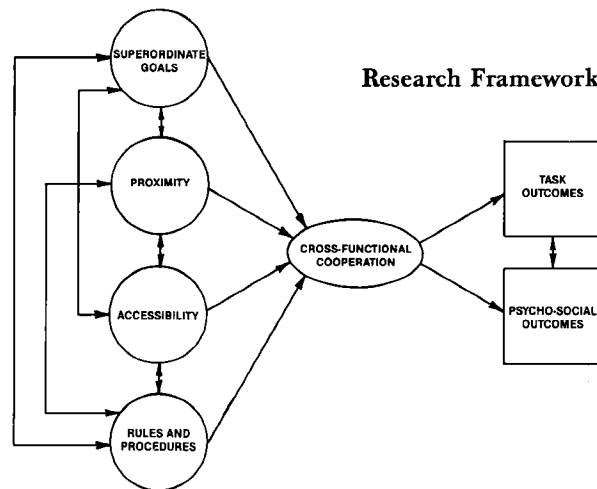 SUPERORDINATE
GOALS
Research Framework
PROXIMITY
TASK
OUTCOMES
CROSS-FUNCTIONAL
COOPERATION
ACCESSIBILITY
PSYCHO-SOCIAL
OUTCOMES
RULES AND
PROCEDURES